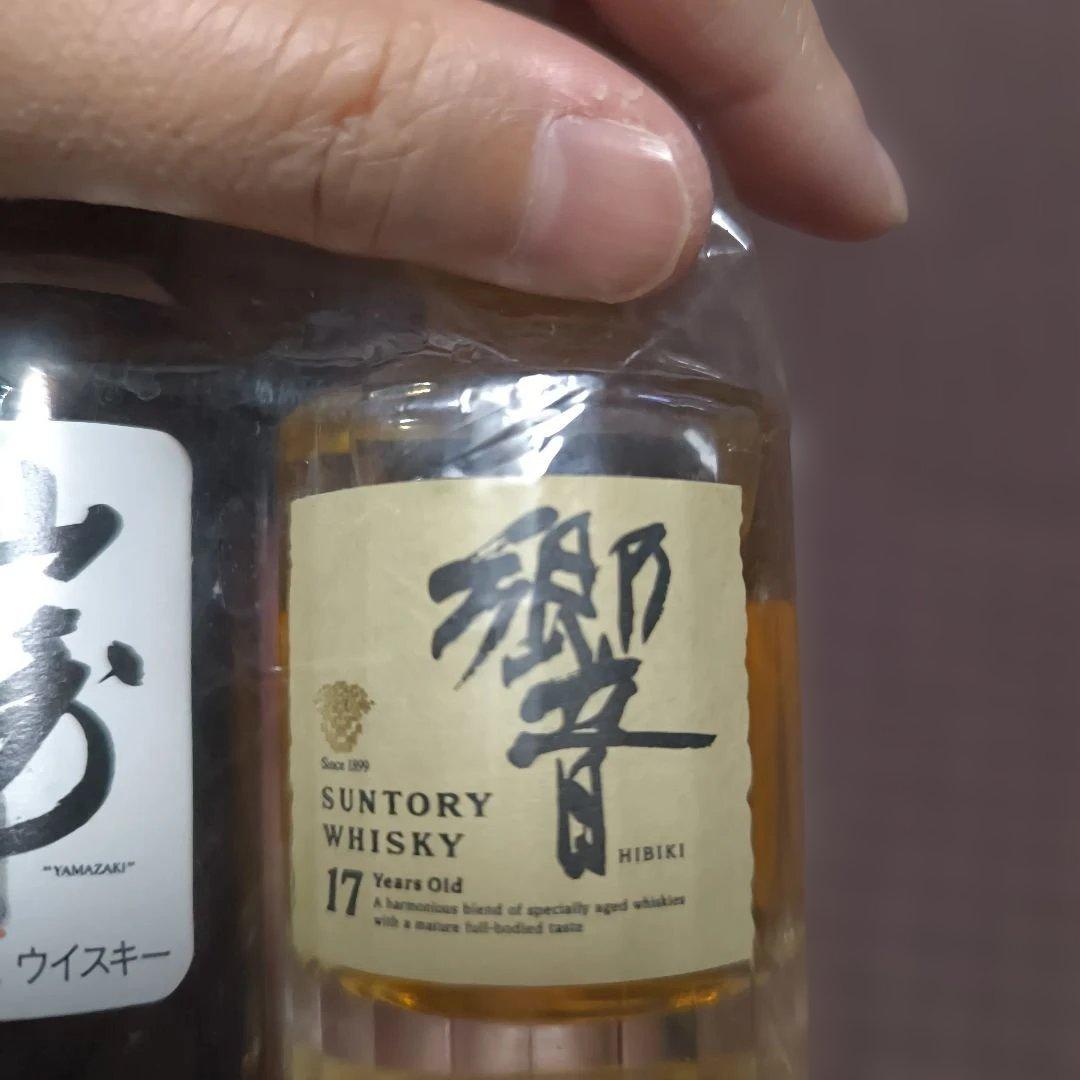 "YAMAZAKI"
ウイスキー
響
Since 1899
SUNTORY
WHISKY
HIBIKI
17 Years Old
A harmonious blend of specially aged whiskies
with a mature full-bodied taste